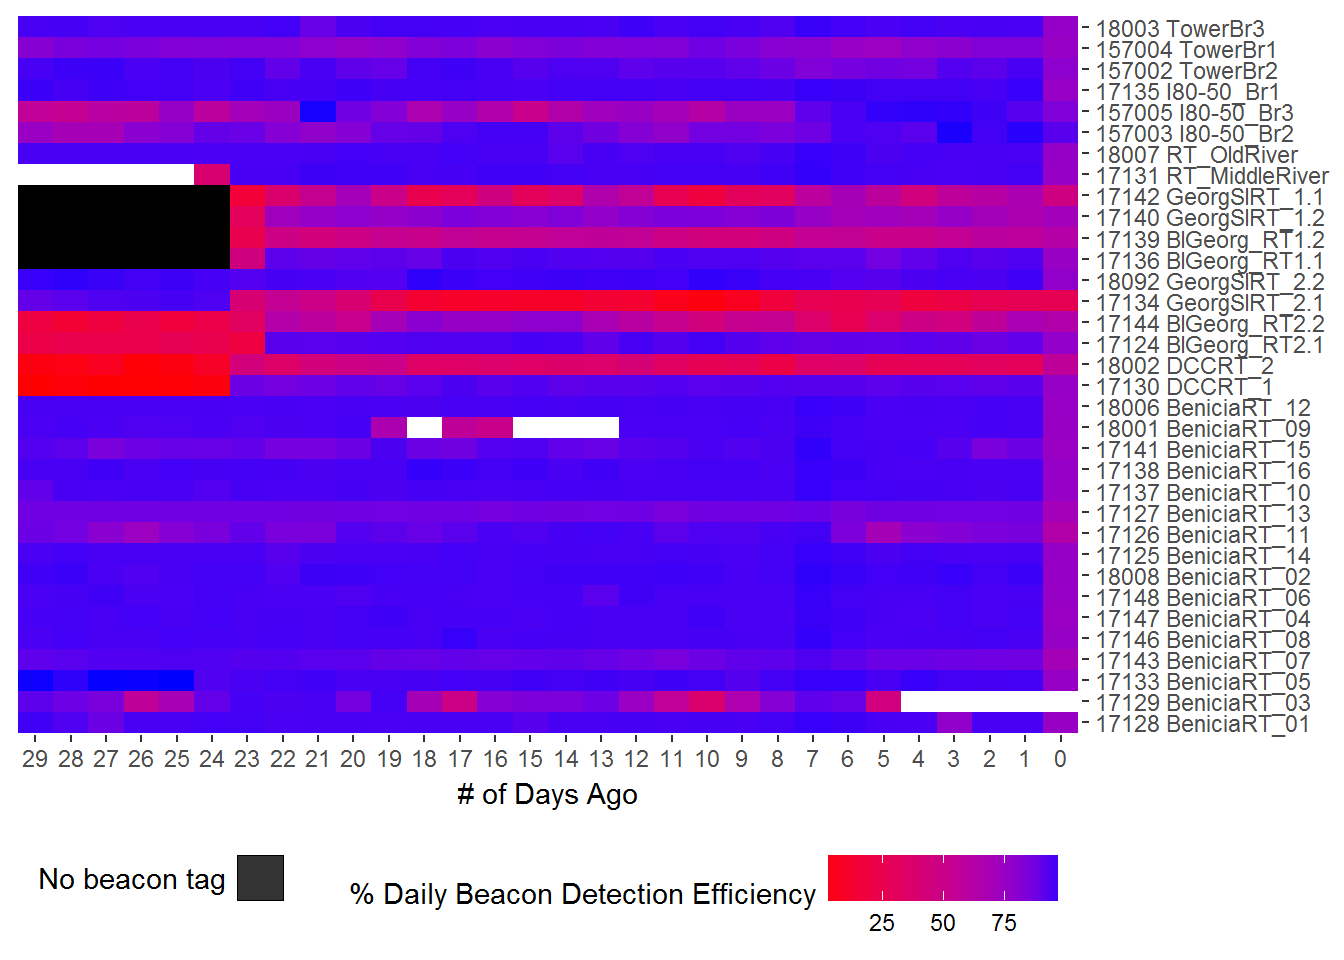 18003 TowerBr3
157004 TowerBr1
157002 TowerBr2
17135 I80-50_Br1
157005 I80-50_Br3
157003 I80-50_Br2
18007 RT_OldRiver
17131 RT_MiddleRiver
17142 GeorgSlRT_1.1
17140 GeorgSlRT_1.2
17139 BlGeorg_RT1.2
17136 BlGeorg_RT1.1
18092 GeorgSlRT_2.2
17134 GeorgSlRT_2.1
17144 BlGeorg_RT2.2
17124 BlGeorg_RT2.1
18002 DCCRT_2
17130 DCCRT_1
18006 BeniciaRT_12
18001 BeniciaRT_09
17141 BeniciaRT_15
17138 BeniciaRT_16
17137 BeniciaRT_10
17127 BeniciaRT_13
17126 BeniciaRT_11
17125 BeniciaRT_14
18008 BeniciaRT_02
17148 BeniciaRT_06
17147 BeniciaRT_04
17146 BeniciaRT_08
17143 BeniciaRT_07
17133 BeniciaRT_05
17129 BeniciaRT_03
17128 BeniciaRT_01
29 28 27 26 25 24 23 22 21 20 19 18 17 16 15 14 13 12 11 10 9 8 7 6 5 4 3 2 1 0
# of Days Ago
No beacon tag
% Daily Beacon Detection Efficiency
25 50 75